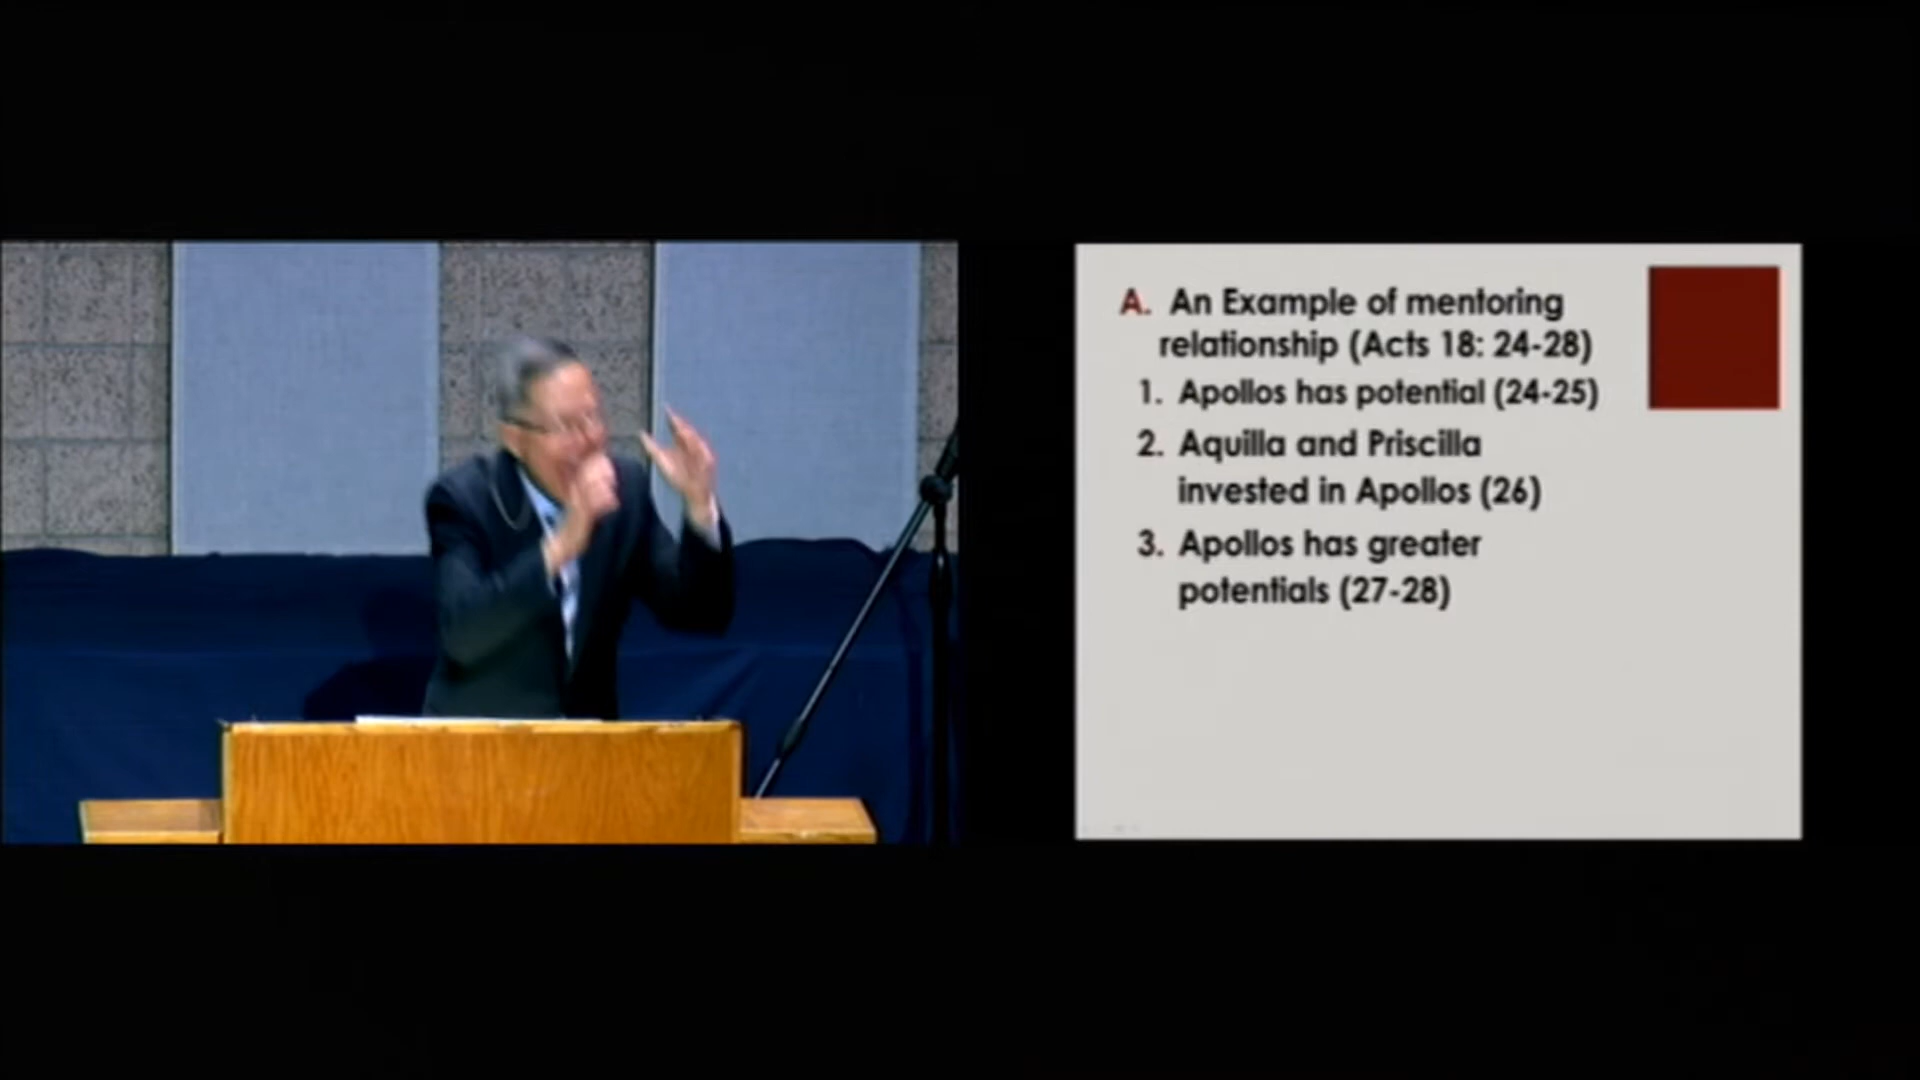 A. An Example of mentoring
relationship (Acts 18: 24-28)
1. Apollos has potential (24-25)
2. Aquilla and Priscilla
invested in Apollos (26)
3. Apollos has greater
potentials (27-28)